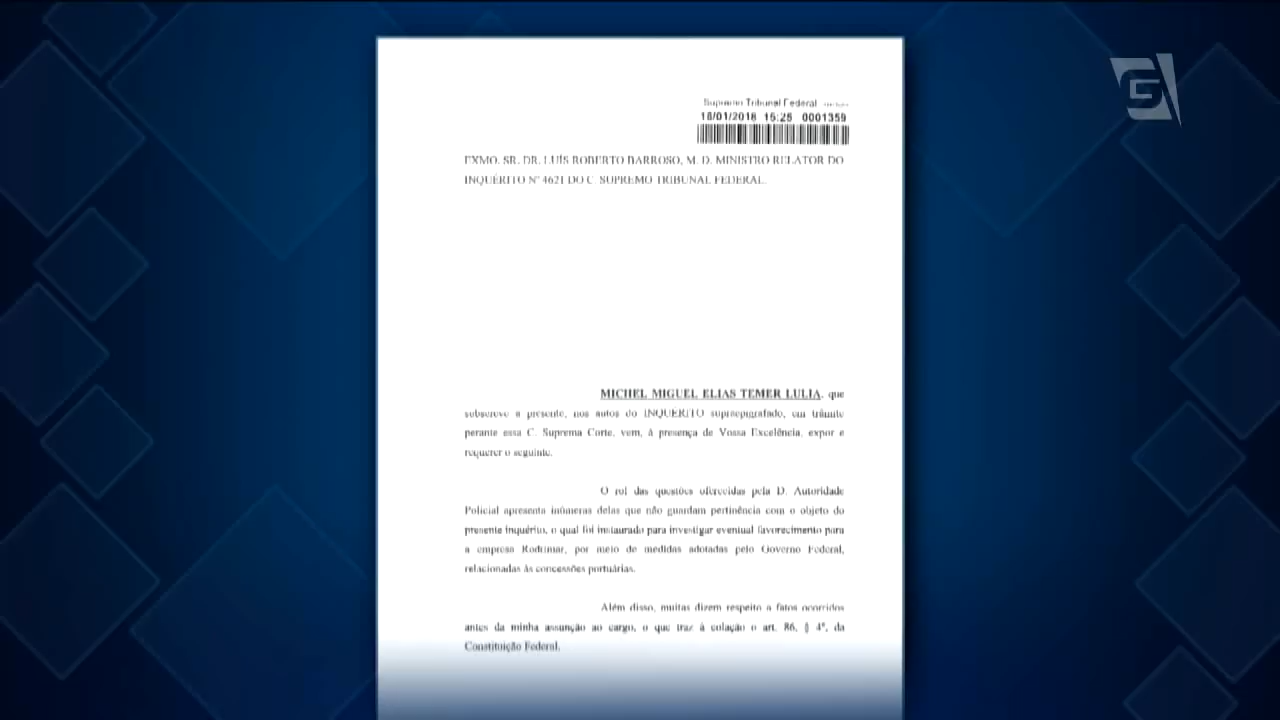 Supremo Tribunal Federal
18/01/2018 15:25 0001359
EXMO. SR. DR. LUÍS ROBERTO BARROSO, M. D. MINISTRO RELATOR DO
INQUÉRITO Nº 4621 DO C. SUPREMO TRIBUNAL FEDERAL.
MICHEL MIGUEL ELIAS TEMER LULIA, que
subscreve a presente, nos autos do INQUÉRITO supraepigrafado, em trâmite
perante essa C. Suprema Corte, vem, à presença de Vossa Excelência, expor e
requerer o seguinte.
O rol das questões oferecidas pela D. Autoridade
Policial apresenta inúmeras delas que não guardam pertinência com o objeto do
presente inquérito, o qual foi instaurado para investigar eventual favorecimento para
a empresa Rodrimar, por meio de medidas adotadas pelo Governo Federal,
relacionadas às concessões portuárias.
Além disso, muitas dizem respeito a fatos ocorridos
antes da minha assunção ao cargo, o que traz à colação o art. 86, § 4º, da
Constituição Federal.